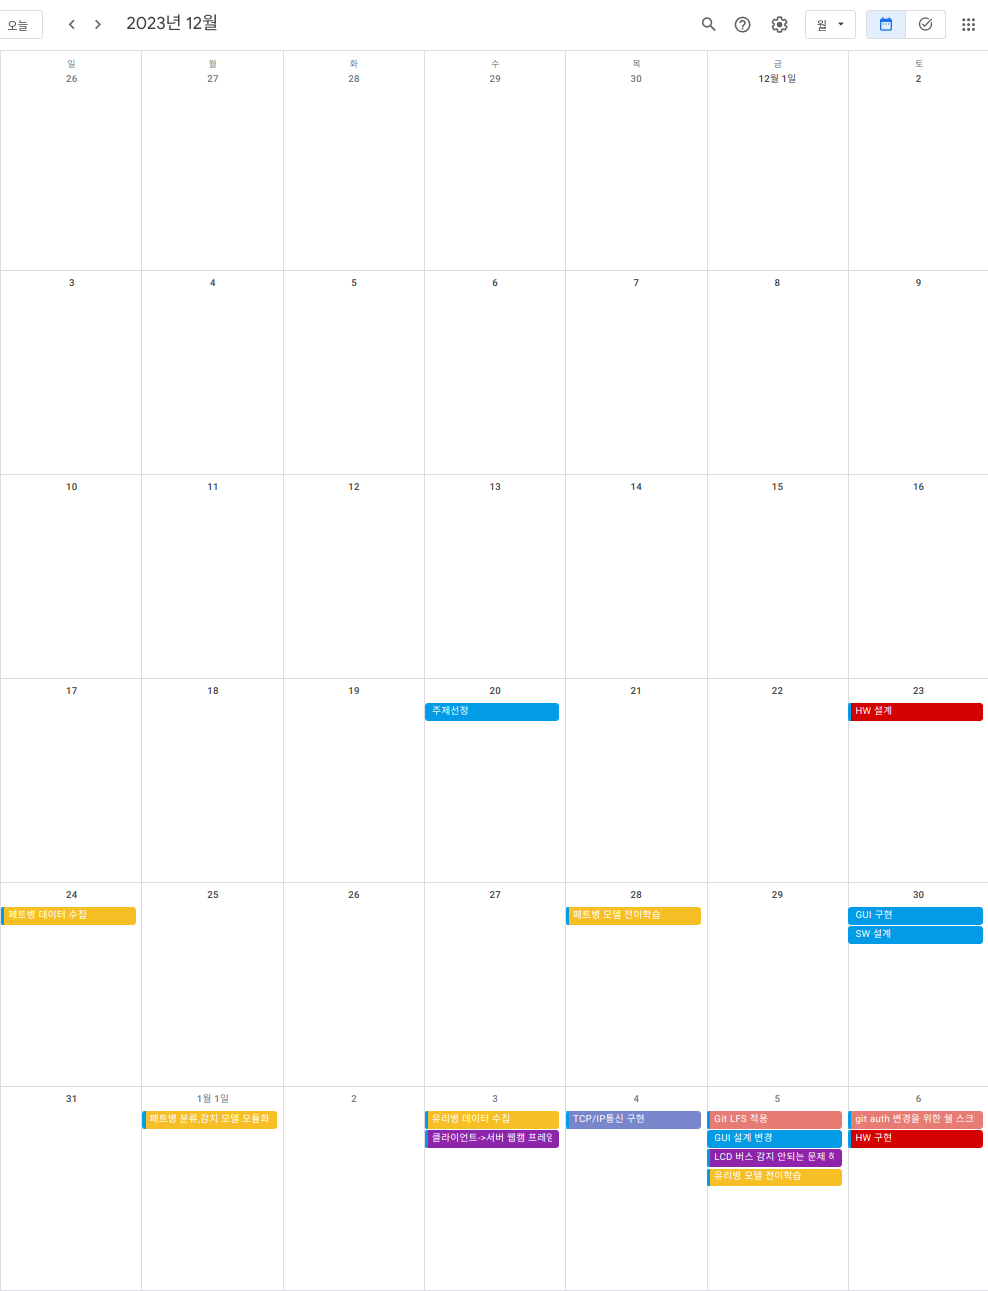 오늘
2023년 12월
월
일 월 화 수 목 금 토
26 27 28 29 30 12월 1일 2
3 4 5 6 7 8 9
10 11 12 13 14 15 16
17 18 19 20 21 22 23
주제선정 HW 설계
24 25 26 27 28 29 30
페트병 데이터 수집 페트병 모델 전이학습 GUI 구현
SW 설계
31 1월 1일 2 3 4 5 6
페트병 분류,감지 모델 모듈화 유리병 데이터 수집 TCP/IP통신 구현 Git LFS 적용 git auth 변경을 위한 쉘 스크
클라이언트->서버 웹캠 프레임 GUI 설계 변경 HW 구현
LCD 버스 감지 안되는 문제
유리병 모델 전이학습